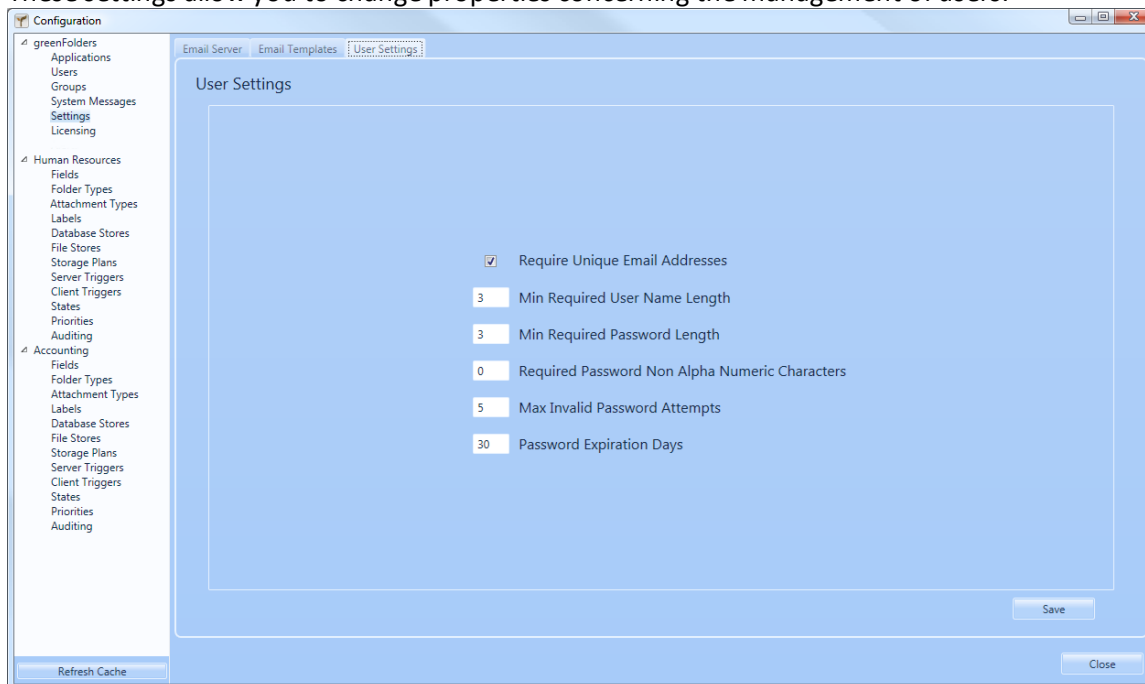 These settings allow you to change properties concerning the management of users.
Configuration
greenFolders
Applications
Users
Groups
System Messages
Settings
Licensing
Human Resources
Fields
Folder Types
Attachment Types
Labels
Database Stores
File Stores
Storage Plans
Server Triggers
Client Triggers
States
Priorities
Auditing
Accounting
Fields
Folder Types
Attachment Types
Labels
Database Stores
File Stores
Storage Plans
Server Triggers
Client Triggers
States
Priorities
Auditing
Refresh Cache
Email Server Email Templates User Settings
User Settings
Require Unique Email Addresses
3 Min Required User Name Length
3 Min Required Password Length
0 Required Password Non Alpha Numeric Characters
5 Max Invalid Password Attempts
30 Password Expiration Days
Save
Close